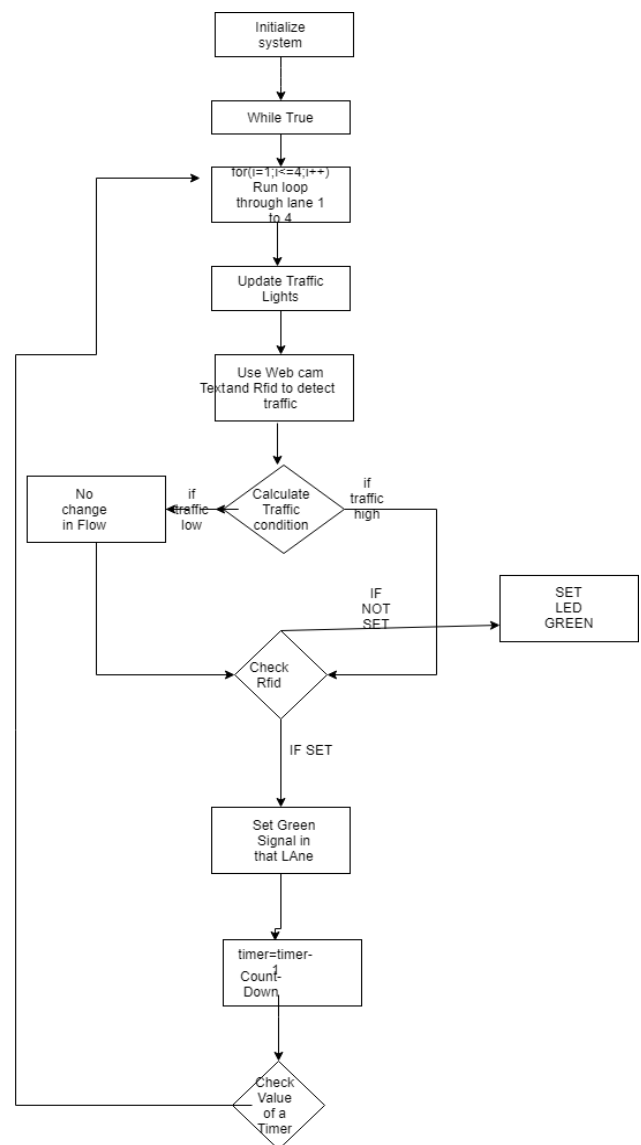 Initialize
system
While True
for(i=1;i<=4;i++)
Run loop
through lane 1
to 4
Update Traffic
Lights
Use Web cam
Textand Rfid to detect
traffic
Calculate
Traffic
condition
if
traffic
low
No
change
in Flow
if
traffic
high
IF
NOT
SET
SET
LED
GREEN
Check
Rfid
IF SET
Set Green
Signal in
that LAne
timer=timer-
1
Count-
Down
Check
Value
of a
Timer